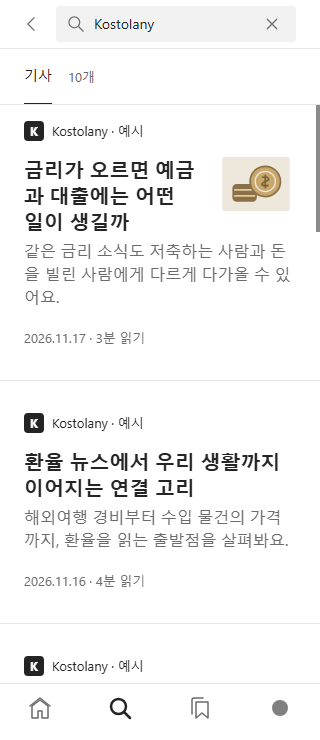 Kostolany
기사 10개
K Kostolany · 예시
금리가 오르면 예금
과 대출에는 어떤
일이 생길까
같은 금리 소식도 저축하는 사람과 돈
을 빌린 사람에게 다르게 다가올 수 있
어요.
2026.11.17 · 3분 읽기
K Kostolany · 예시
환율 뉴스에서 우리 생활까지
이어지는 연결 고리
해외여행 경비부터 수입 물건의 가격
까지, 환율을 읽는 출발점을 살펴봐요.
2026.11.16 · 4분 읽기
K Kostolany · 예시